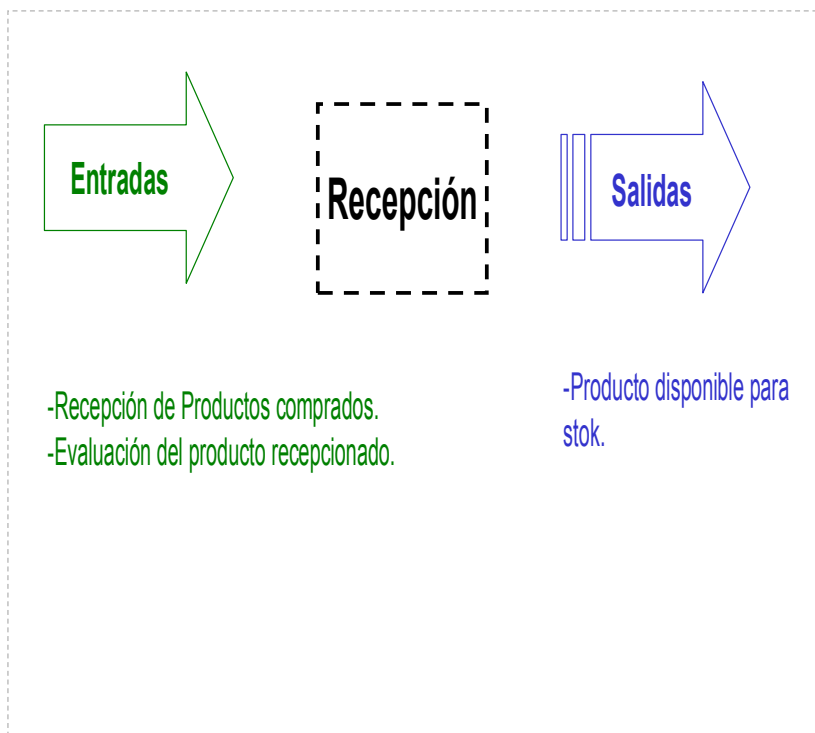 Entradas
Recepción
Salidas
-Recepción de Productos comprados.
-Evaluación del producto recepcionado.
-Producto disponible para
stok.